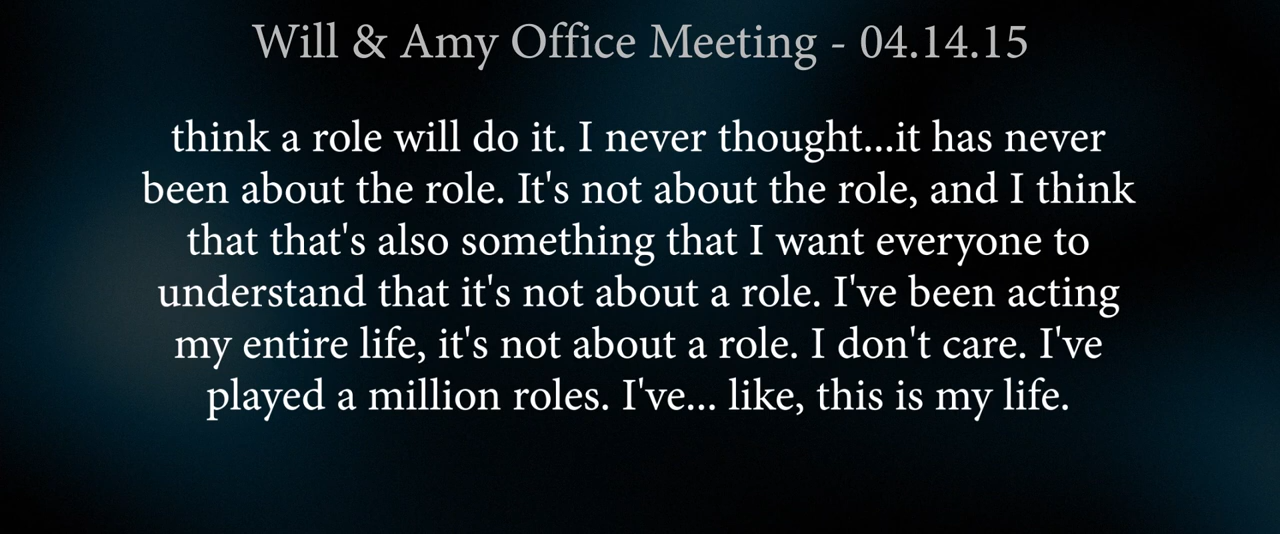 Will & Amy Office Meeting - 04.14.15
think a role will do it. I never thought...it has never
been about the role. It's not about the role, and I think
that that's also something that I want everyone to
understand that it's not about a role. I've been acting
my entire life, it's not about a role. I don't care. I've
played a million roles. I've... like, this is my life.